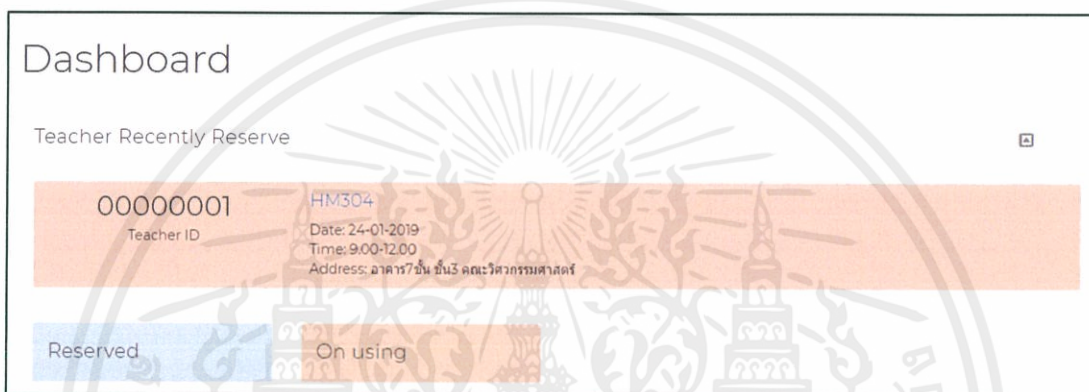 Dashboard
Teacher Recently Reserve
00000001
Teacher ID
HM304
Date: 24-01-2019
Time: 9.00-12.00
Address: อาคาร7ชั้น ชั้น3 คณะวิศวกรรมศาสตร์
Reserved
On using